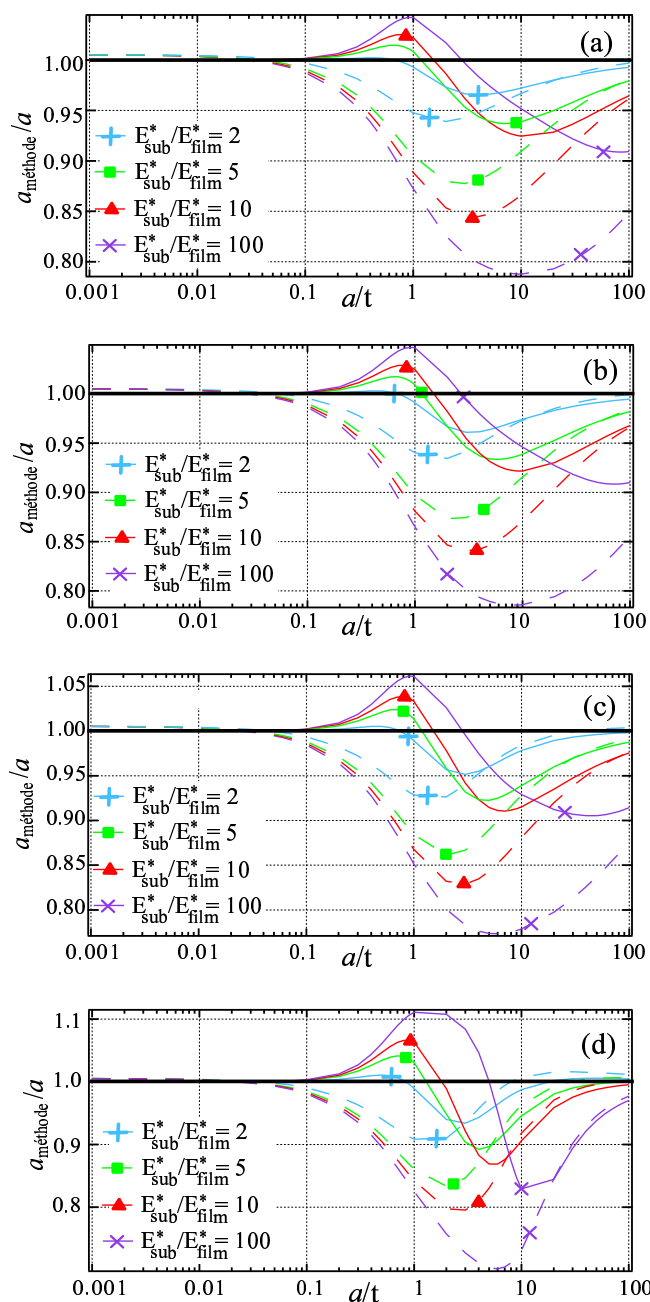 (a)
a_méthode/a
1.00
0.95
0.90
0.85
0.80
E*sub/E*film = 2
E*sub/E*film = 5
E*sub/E*film = 10
E*sub/E*film = 100
0.001 0.01 0.1 1 10 100
a/t
(b)
a_méthode/a
1.00
0.95
0.90
0.85
0.80
E*sub/E*film = 2
E*sub/E*film = 5
E*sub/E*film = 10
E*sub/E*film = 100
0.001 0.01 0.1 1 10 100
a/t
(c)
a_méthode/a
1.05
1.00
0.95
0.90
0.85
0.80
E*sub/E*film = 2
E*sub/E*film = 5
E*sub/E*film = 10
E*sub/E*film = 100
0.001 0.01 0.1 1 10 100
a/t
(d)
a_méthode/a
1.1
1.0
0.9
0.8
E*sub/E*film = 2
E*sub/E*film = 5
E*sub/E*film = 10
E*sub/E*film = 100
0.001 0.01 0.1 1 10 100
a/t